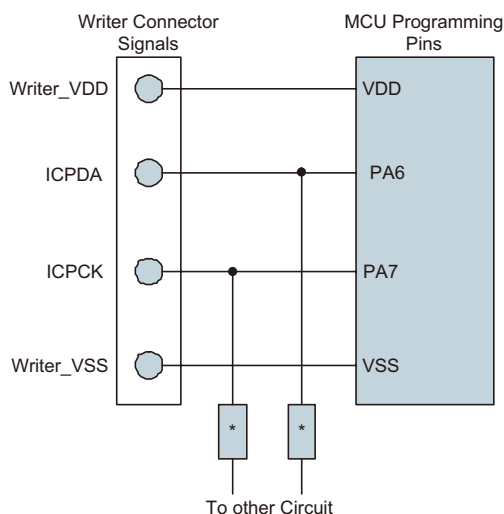 Writer Connector
Signals
MCU Programming
Pins
Writer_VDD
VDD
ICPDA
PA6
ICPCK
PA7
Writer_VSS
VSS
*
*
To other Circuit